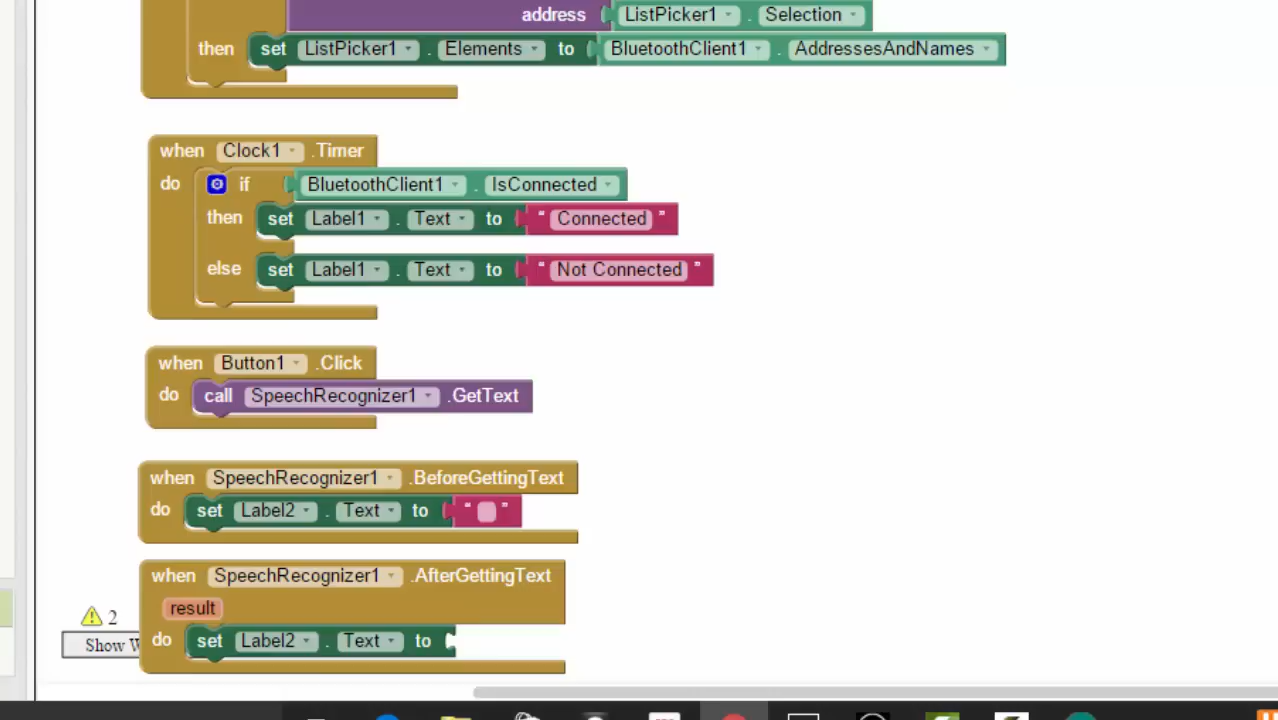 address ListPicker1 . Selection
then set ListPicker1 . Elements to BluetoothClient1 . AddressesAndNames
when Clock1 .Timer
do if BluetoothClient1 . IsConnected
then set Label1 . Text to " Connected "
else set Label1 . Text to " Not Connected "
when Button1 .Click
do call SpeechRecognizer1 .GetText
when SpeechRecognizer1 .BeforeGettingText
do set Label2 . Text to " "
when SpeechRecognizer1 .AfterGettingText
result
2
Show W
do set Label2 . Text to